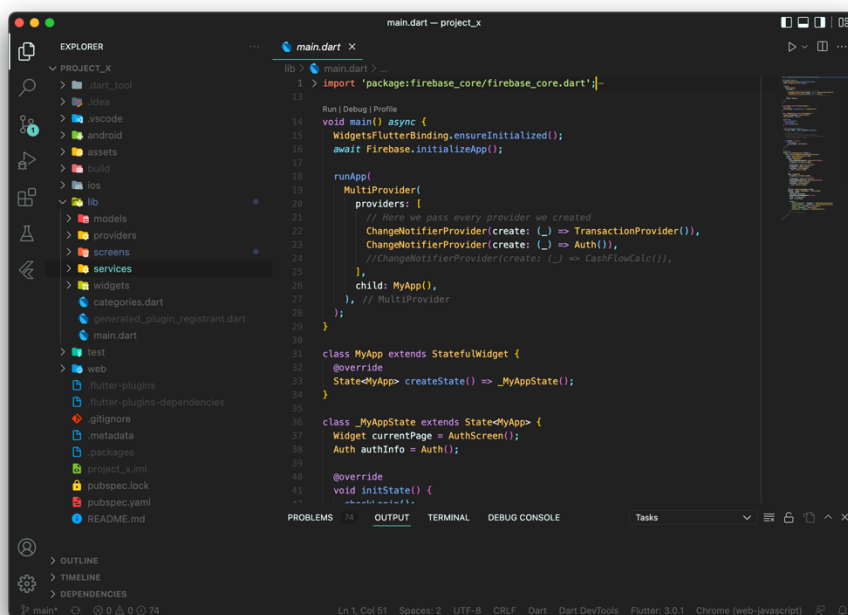 main.dart — project_x
EXPLORER
PROJECT_X
.dart_tool
.idea
.vscode
android
assets
build
ios
lib
models
providers
screens
services
widgets
categories.dart
generated_plugin_registrant.dart
main.dart
test
web
.flutter-plugins
.flutter-plugins-dependencies
.gitignore
.metadata
.packages
project_x.iml
pubspec.lock
pubspec.yaml
README.md
OUTLINE
TIMELINE
DEPENDENCIES
1
main.dart
lib > main.dart > ...
1 import 'package:firebase_core/firebase_core.dart';
13
Run | Debug | Profile
14 void main() async {
15 WidgetsFlutterBinding.ensureInitialized();
16 await Firebase.initializeApp();
17
18 runApp(
19 MultiProvider(
20 providers: [
21 // Here we pass every provider we created
22 ChangeNotifierProvider(create: (_) => TransactionProvider()),
23 ChangeNotifierProvider(create: (_) => Auth()),
24 //ChangeNotifierProvider(create: (_) => CashFlowCalc()),
25 ],
26 child: MyApp(),
27 ), // MultiProvider
28 );
29 }
30
31 class MyApp extends StatefulWidget {
32 @override
33 State<MyApp> createState() => _MyAppState();
34 }
35
36 class _MyAppState extends State<MyApp> {
37 Widget currentPage = AuthScreen();
38 Auth authInfo = Auth();
39
40 @override
41 void initState() {
PROBLEMS 74 OUTPUT TERMINAL DEBUG CONSOLE Tasks
main* 0 0 74 Ln 1, Col 51 Spaces: 2 UTF-8 CRLF Dart Dart DevTools Flutter: 3.0.1 Chrome (web-javascript)